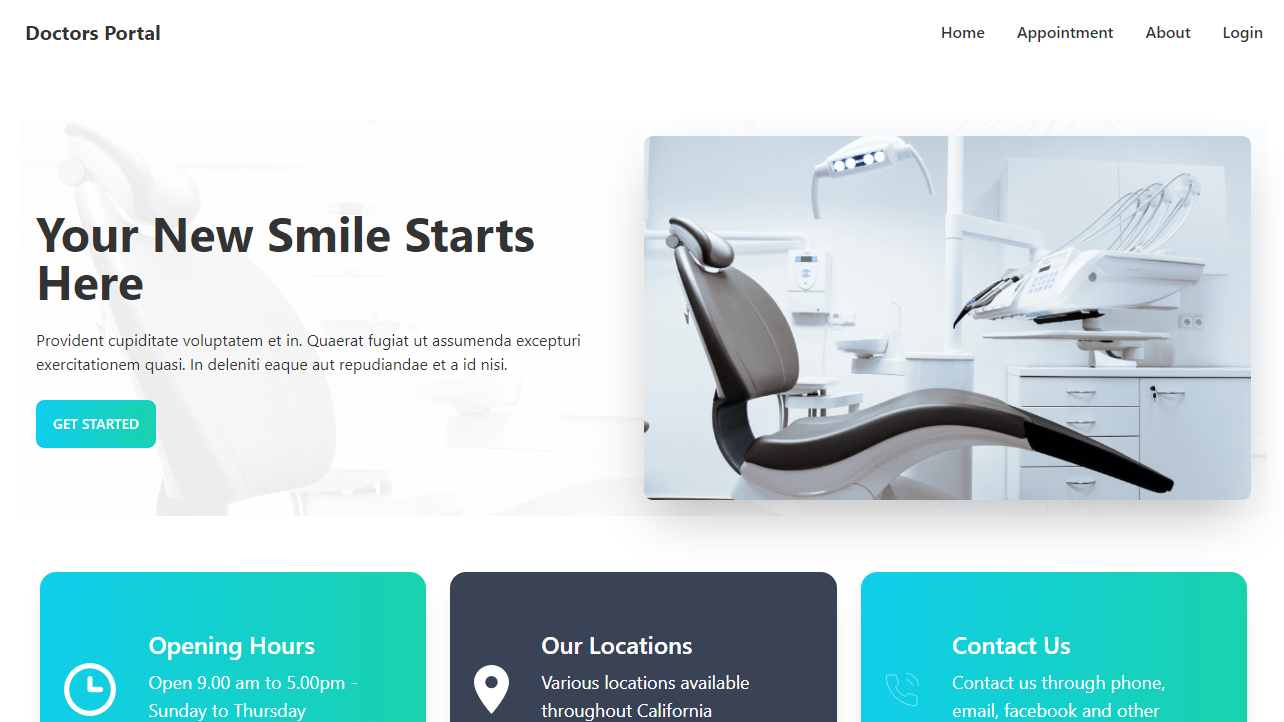 Doctors Portal
Home Appointment About Login
Your New Smile Starts
Here
Provident cupiditate voluptatem et in. Quaerat fugiat ut assumenda excepturi
exercitationem quasi. In deleniti eaque aut repudiandae et a id nisi.
GET STARTED
Opening Hours
Open 9.00 am to 5.00pm -
Sunday to Thursday
Our Locations
Various locations available
throughout California
Contact Us
Contact us through phone,
email, facebook and other